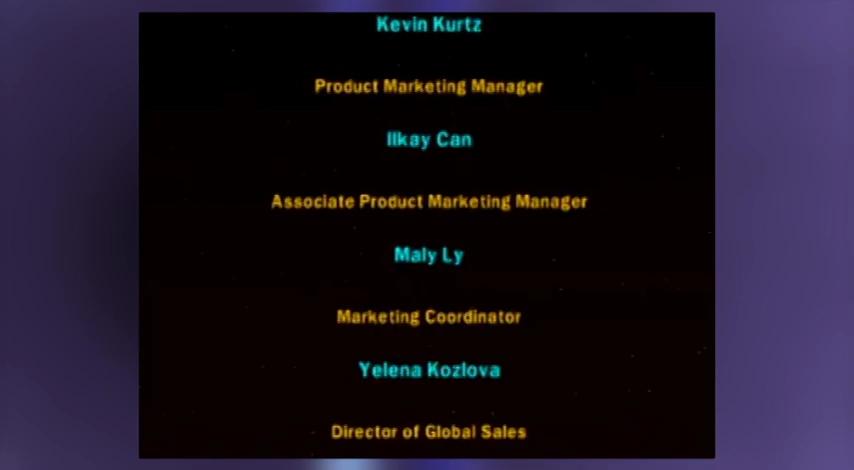 Kevin Kurtz
Product Marketing Manager
Ilkay Can
Associate Product Marketing Manager
Maly Ly
Marketing Coordinator
Yelena Kozlova
Director of Global Sales